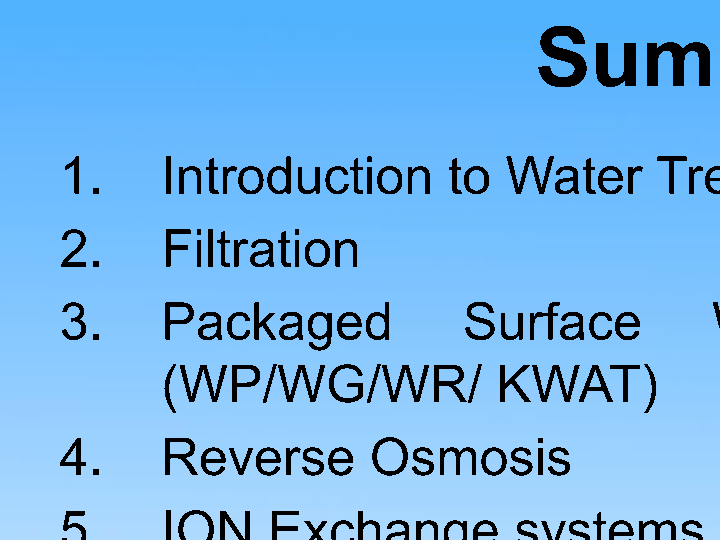 Sum
1. Introduction to Water Tre
2. Filtration
3. Packaged Surface
(WP/WG/WR/ KWAT)
4. Reverse Osmosis
5. ION Exchange systems